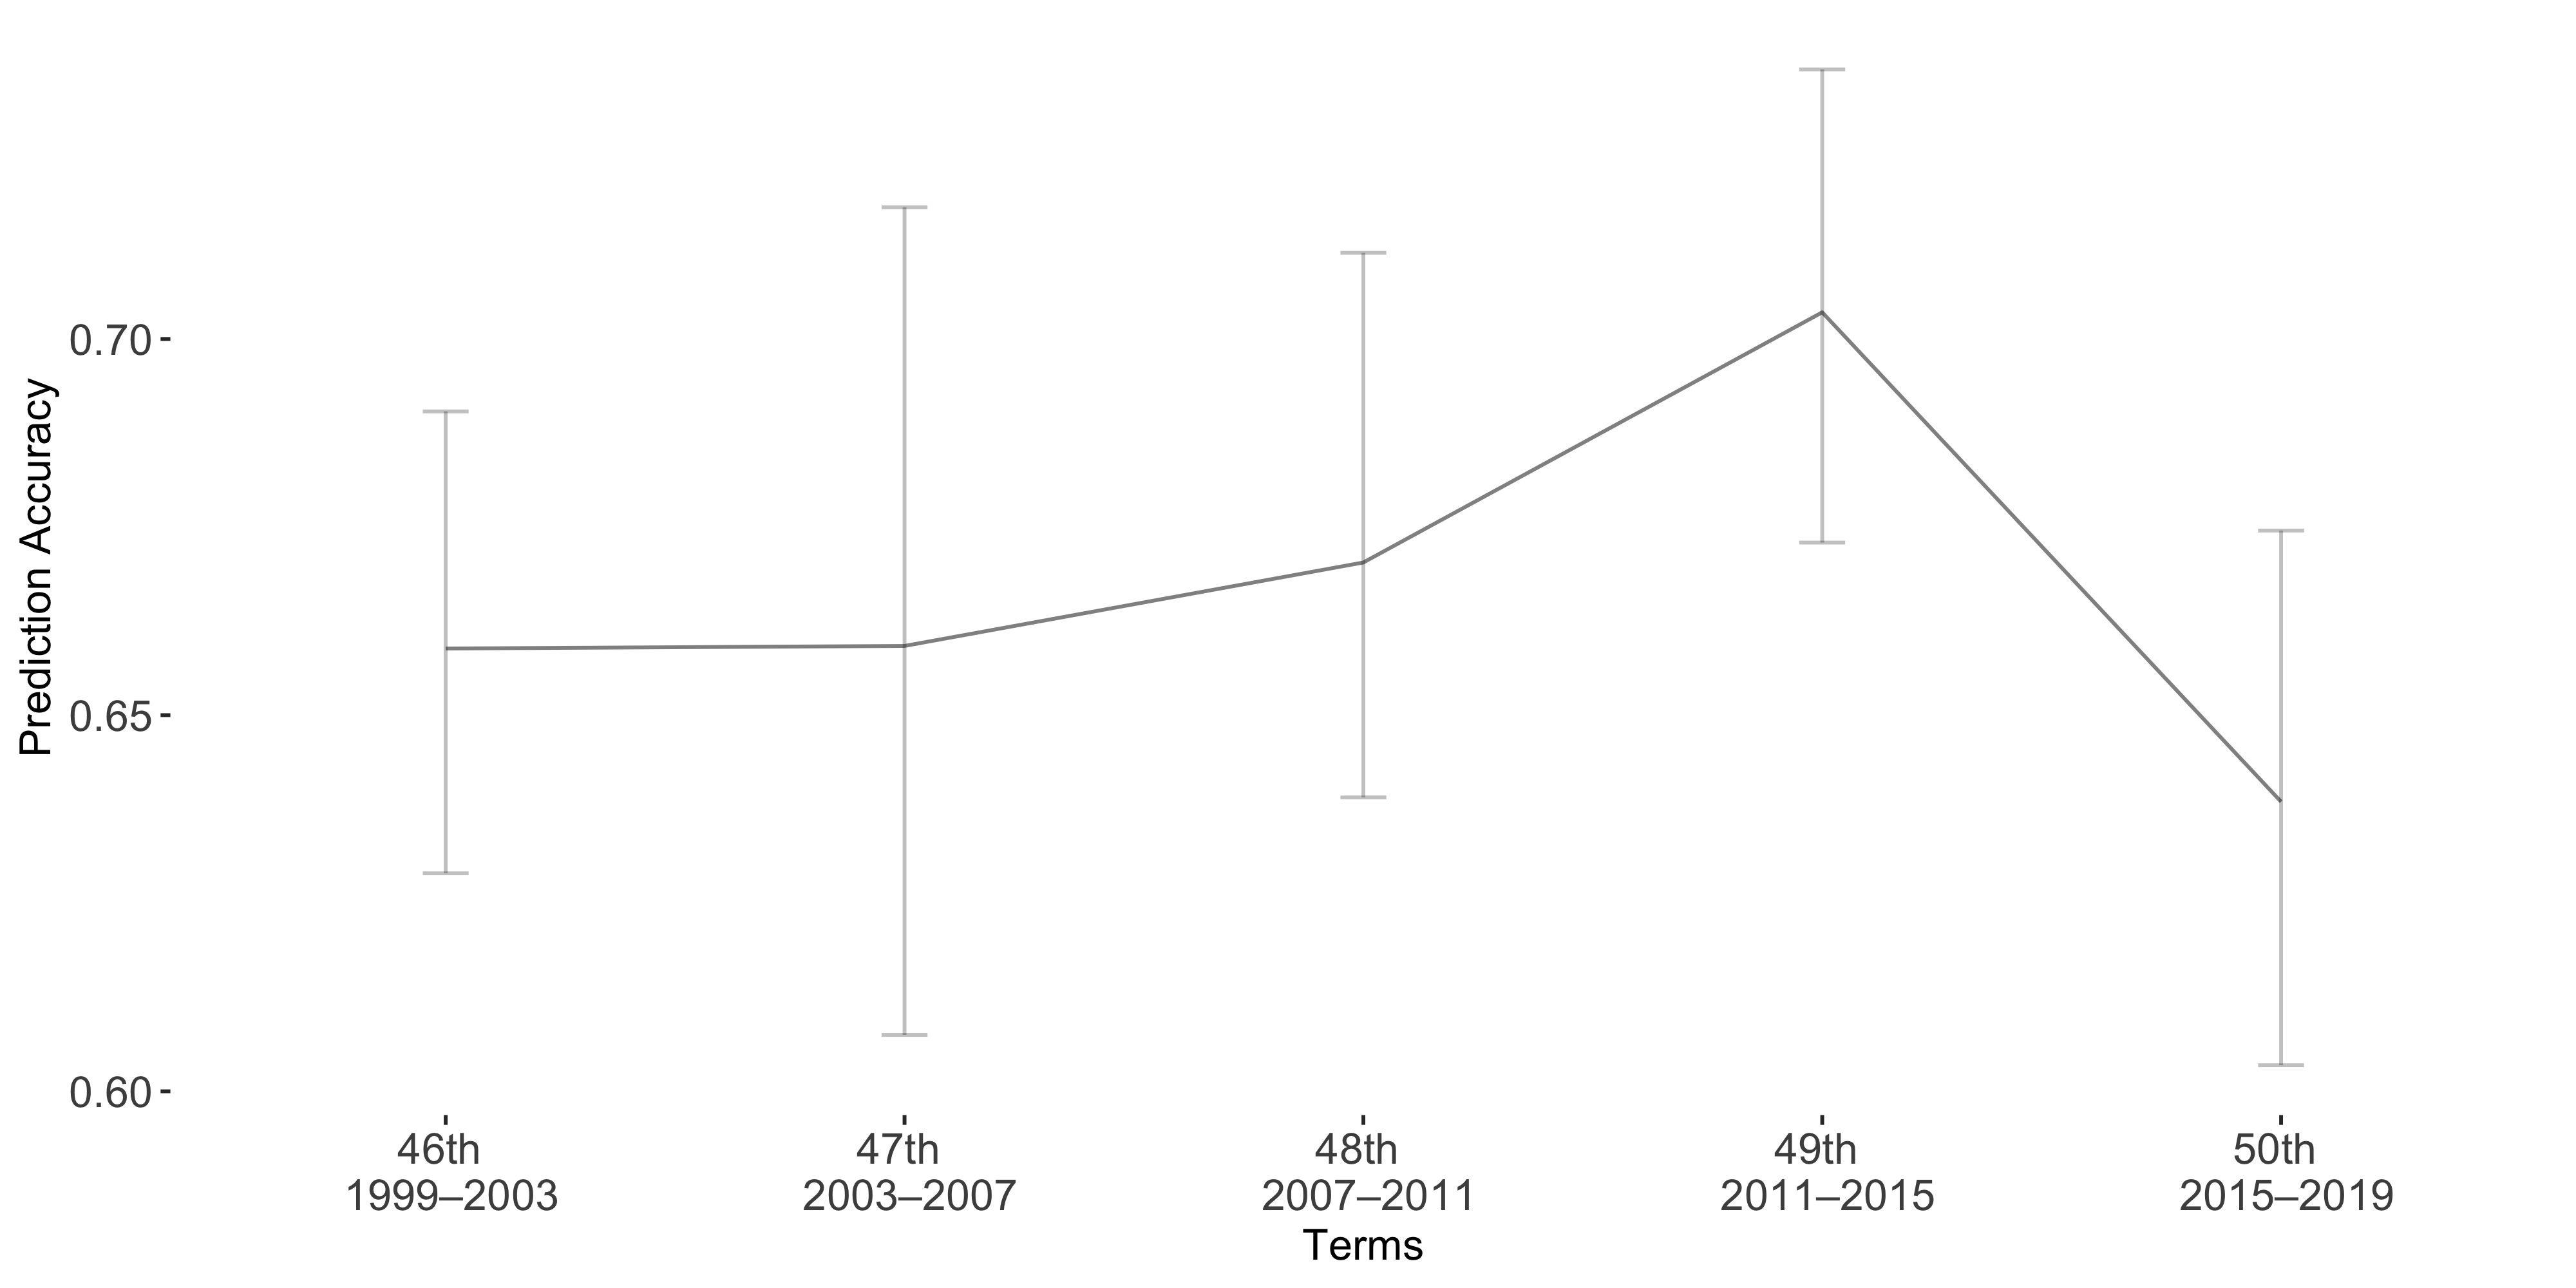 Prediction Accuracy
0.70
0.65
0.60
46th
1999–2003
47th
2003–2007
48th
2007–2011
49th
2011–2015
50th
2015–2019
Terms